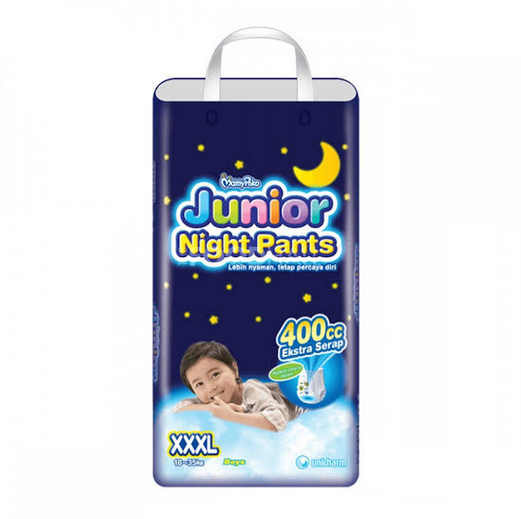 MamyPoko
Junior
Night Pants
Lebih nyaman, tetap percaya diri
400cc
Ekstra Serap
XXXL
18-35kg
Boys
unicharm